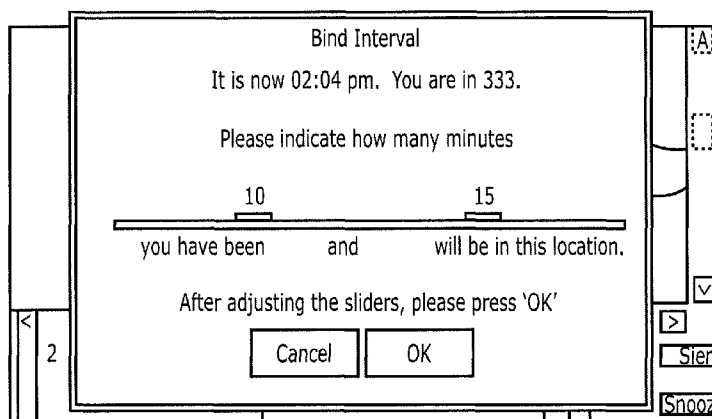 Bind Interval
It is now 02:04 pm. You are in 333.
Please indicate how many minutes
10 15
you have been and will be in this location.
After adjusting the sliders, please press 'OK'
Cancel OK
A
<
2
>
Snooz